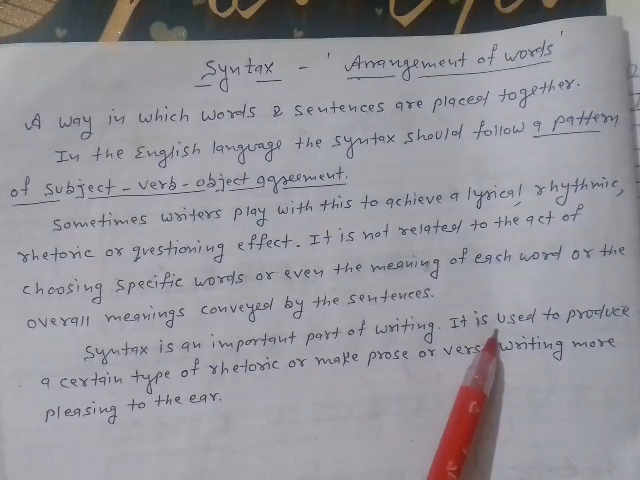 Syntax - 'Arrangement of words'
A way in which words & sentences are placed together.
In the English language the syntax should follow a pattern
of subject-verb-object agreement.
Sometimes writers play with this to achieve a lyrical, rhythmic,
rhetoric or questioning effect. It is not related to the act of
choosing specific words or even the meaning of each word or the
overall meanings conveyed by the sentences.
Syntax is an important part of writing. It is used to produce
a certain type of rhetoric or make prose or vers writing more
pleasing to the ear.